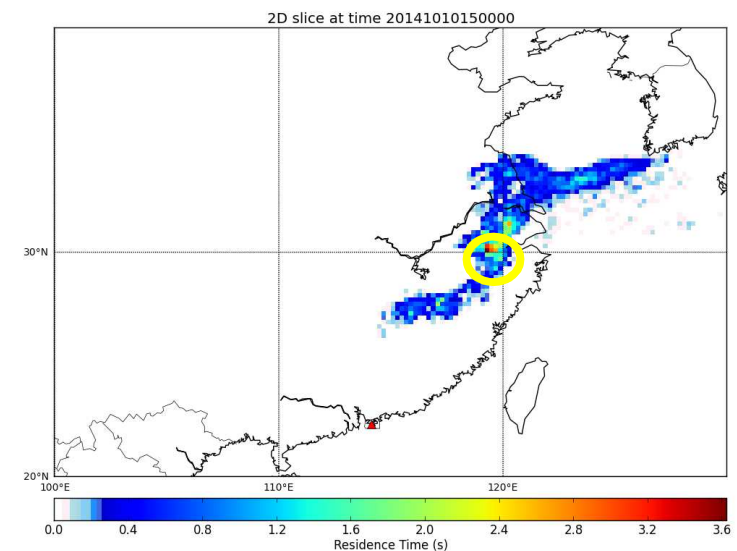 2D slice at time 20141010150000
30°N
20°N
100°E 110°E 120°E
0.0 0.4 0.8 1.2 1.6 2.0 2.4 2.8 3.2 3.6
Residence Time (s)